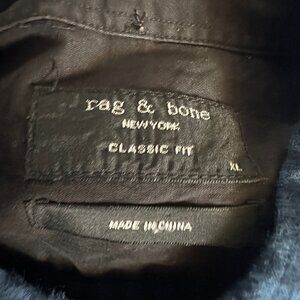 rag & bone
NEW YORK
CLASSIC FIT
XL
MADE IN CHINA